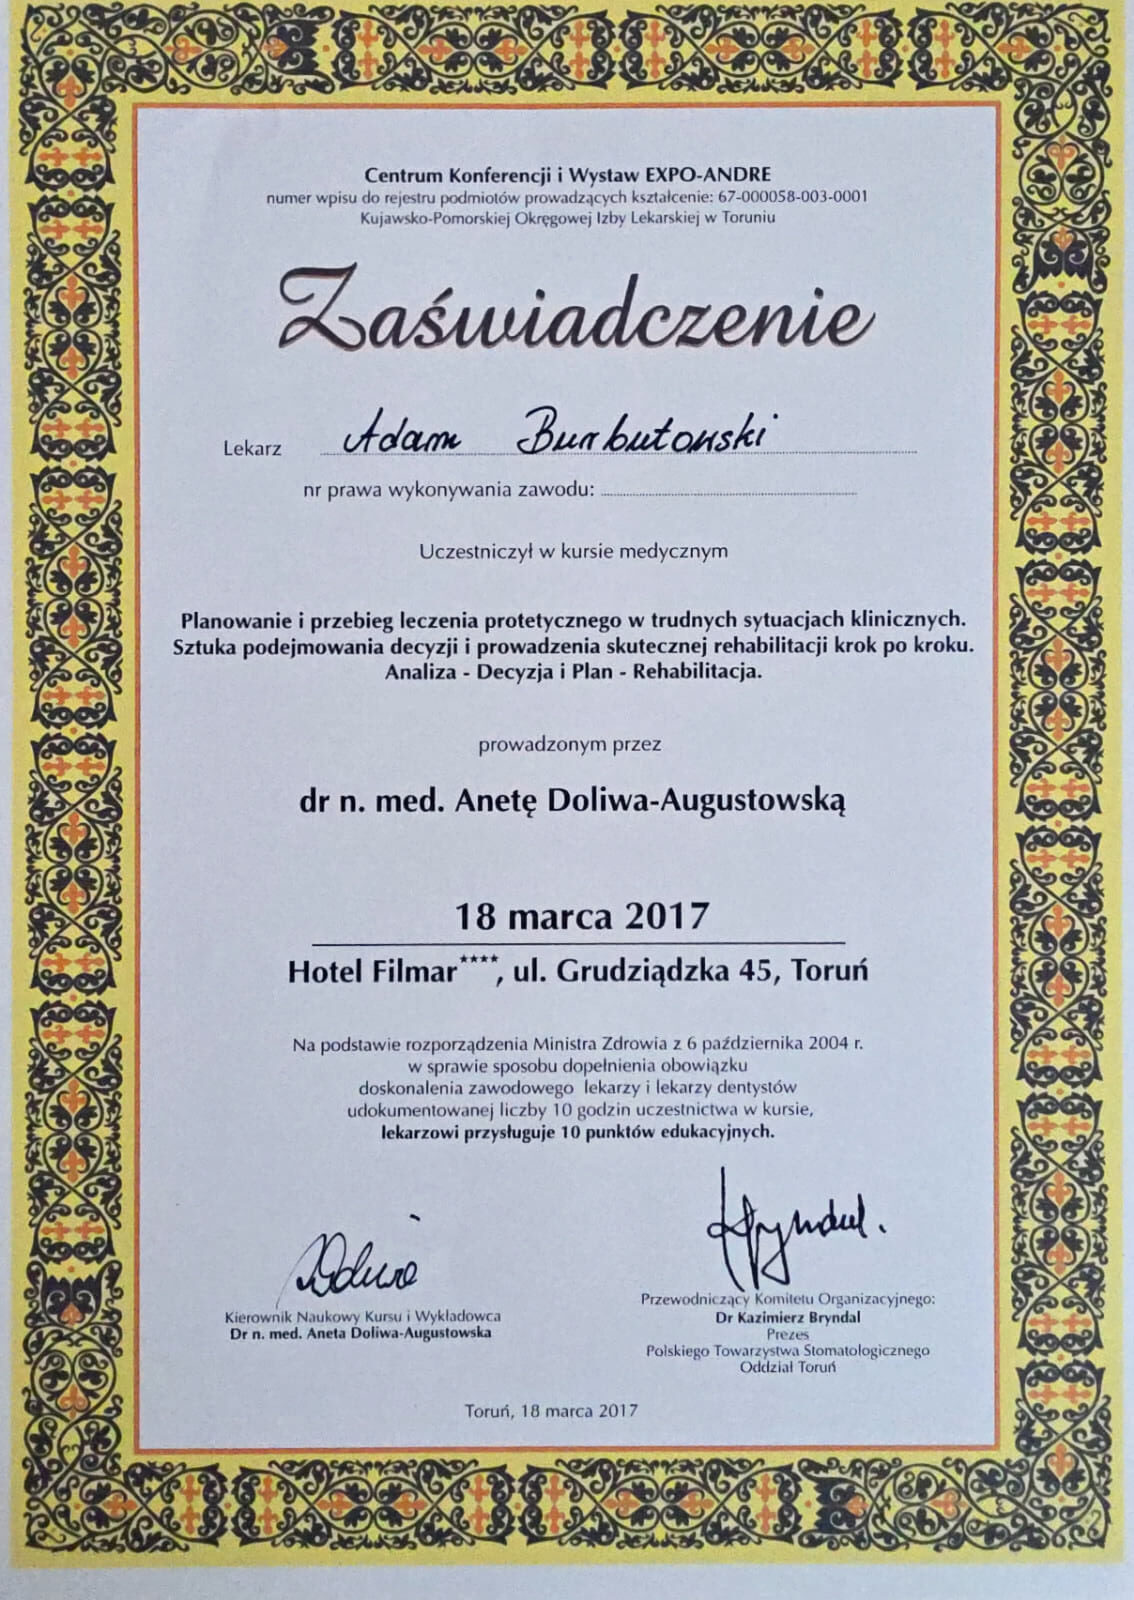 Centrum Konferencji i Wystaw EXPO-ANDRE
numer wpisu do rejestru podmiotów prowadzących kształcenie: 67-000058-003-0001
Kujawsko-Pomorskiej Okręgowej Izby Lekarskiej w Toruniu
Zaświadczenie
Lekarz Adam Burbutowski
nr prawa wykonywania zawodu:
Uczestniczył w kursie medycznym
Planowanie i przebieg leczenia protetycznego w trudnych sytuacjach klinicznych.
Sztuka podejmowania decyzji i prowadzenia skutecznej rehabilitacji krok po kroku.
Analiza - Decyzja i Plan - Rehabilitacja.
prowadzonym przez
dr n. med. Anetę Doliwa-Augustowską
18 marca 2017
Hotel Filmar****, ul. Grudziądzka 45, Toruń
Na podstawie rozporządzenia Ministra Zdrowia z 6 października 2004 r.
w sprawie sposobu dopełnienia obowiązku
doskonalenia zawodowego lekarzy i lekarzy dentystów
udokumentowanej liczby 10 godzin uczestnictwa w kursie,
lekarzowi przysługuje 10 punktów edukacyjnych.
Kierownik Naukowy Kursu i Wykładowca
Dr n. med. Aneta Doliwa-Augustowska
Przewodniczący Komitetu Organizacyjnego:
Dr Kazimierz Bryndal
Prezes
Polskiego Towarzystwa Stomatologicznego
Oddział Toruń
Toruń, 18 marca 2017